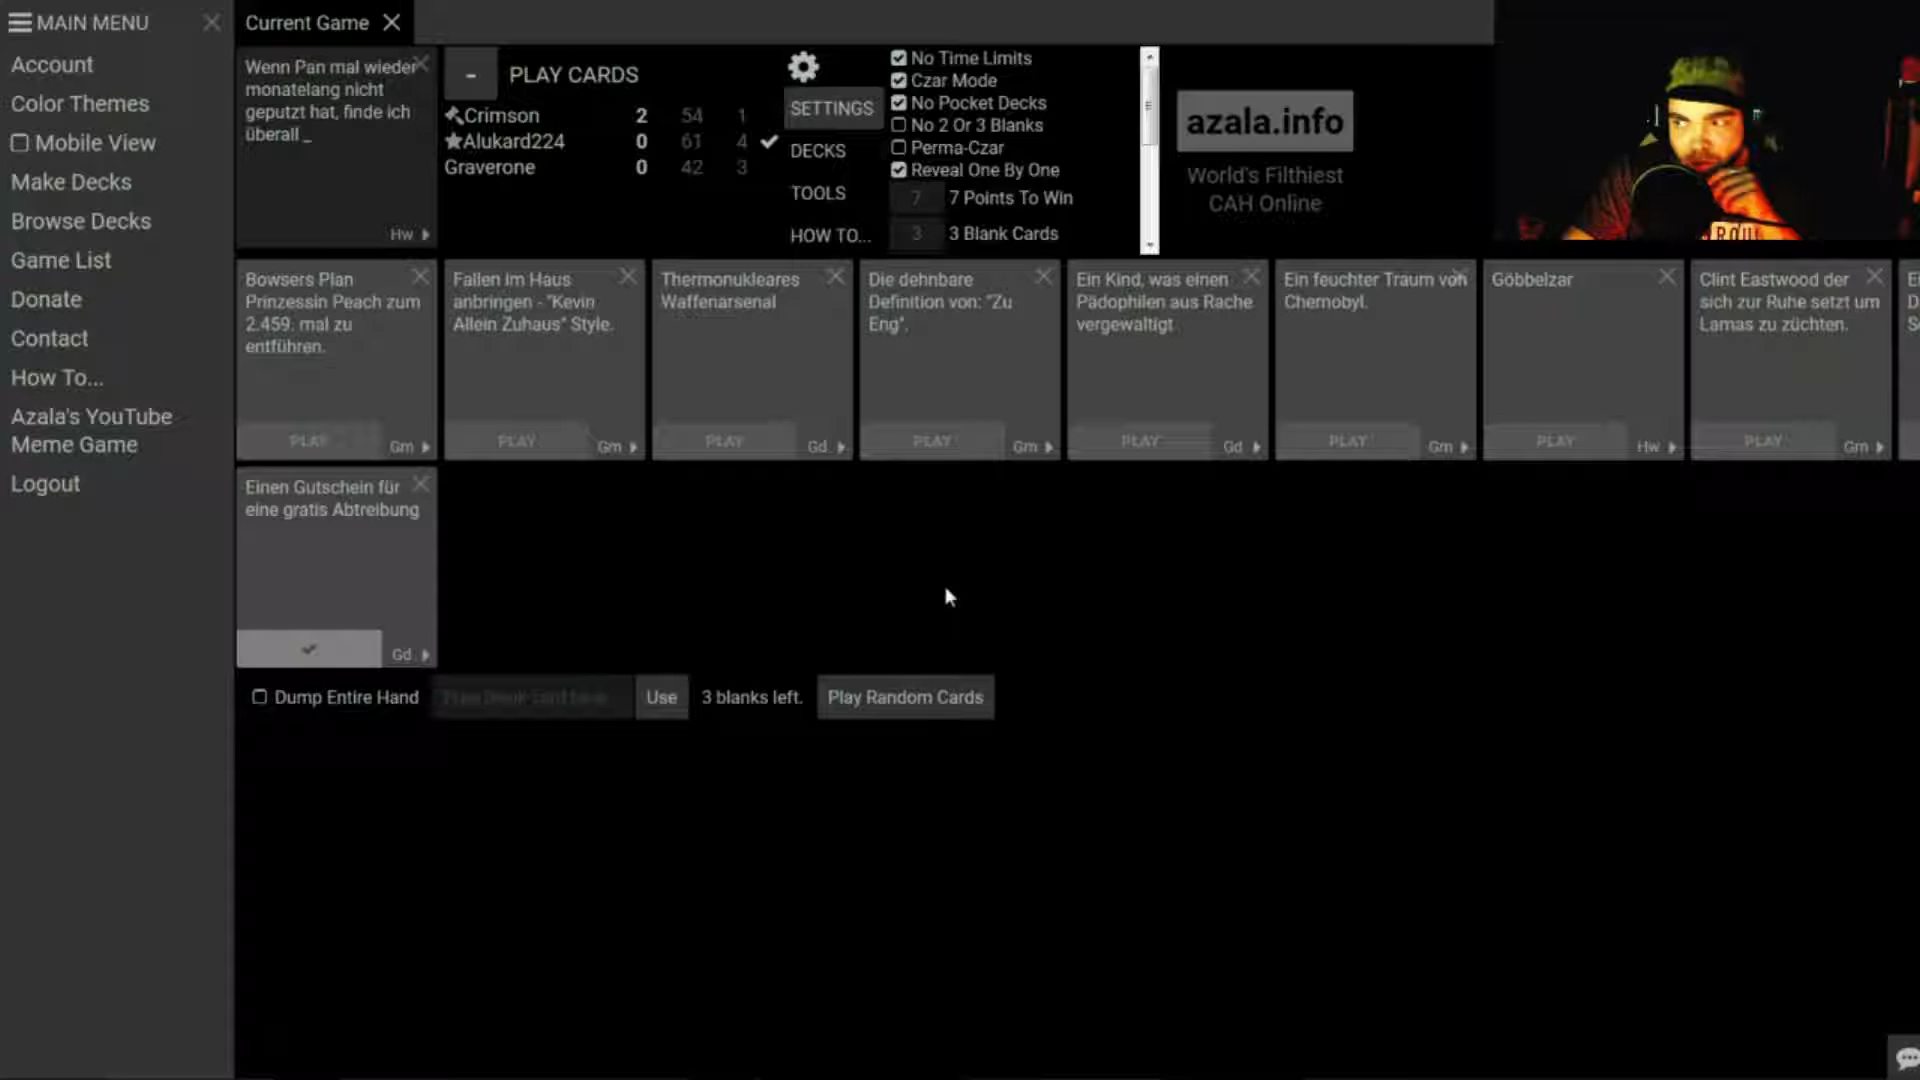 MAIN MENU
Account
Color Themes
Mobile View
Make Decks
Browse Decks
Game List
Donate
Contact
How To...
Azala's YouTube
Meme Game
Logout
Current Game
Wenn Pan mal wieder
monatelang nicht
geputzt hat, finde ich
überall _
Hw
-
PLAY CARDS
Crimson 2 54 1
Alukard224 0 61 4
Graverone 0 42 3
SETTINGS
DECKS
TOOLS
HOW TO...
No Time Limits
Czar Mode
No Pocket Decks
No 2 Or 3 Blanks
Perma-Czar
Reveal One By One
7 7 Points To Win
3 3 Blank Cards
azala.info
World's Filthiest
CAH Online
Bowsers Plan
Prinzessin Peach zum
2.459. mal zu
entführen.
PLAY Gm
Fallen im Haus
anbringen - "Kevin
Allein Zuhaus" Style.
PLAY Gm
Thermonukleares
Waffenarsenal
PLAY Gd
Die dehnbare
Definition von: "Zu
Eng".
PLAY Gm
Ein Kind, was einen
Pädophilen aus Rache
vergewaltigt
PLAY Gd
Ein feuchter Traum von
Chernobyl.
PLAY Gm
Göbbelzar
PLAY Hw
Clint Eastwood der
sich zur Ruhe setzt um
Lamas zu züchten.
PLAY Gm
Einen Gutschein für
eine gratis Abtreibung
Gd
Dump Entire Hand
Use
3 blanks left.
Play Random Cards